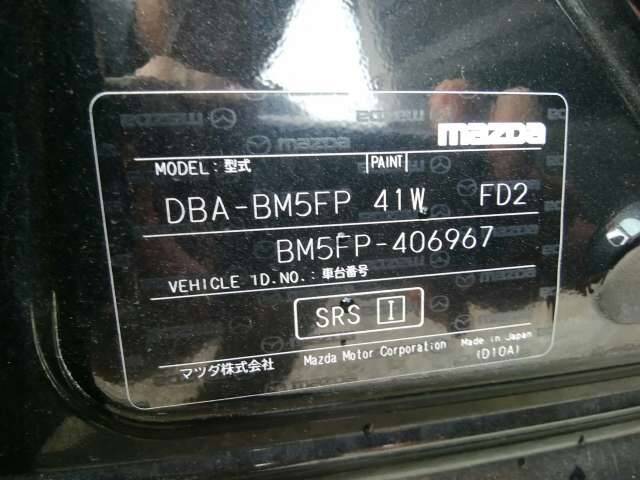 mazda
MODEL:型式 PAINT
DBA-BM5FP 41W FD2
BM5FP-406967
VEHICLE ID.NO.:車台番号
SRS I
マツダ株式会社 Mazda Motor Corporation Made in Japan
(D10A)